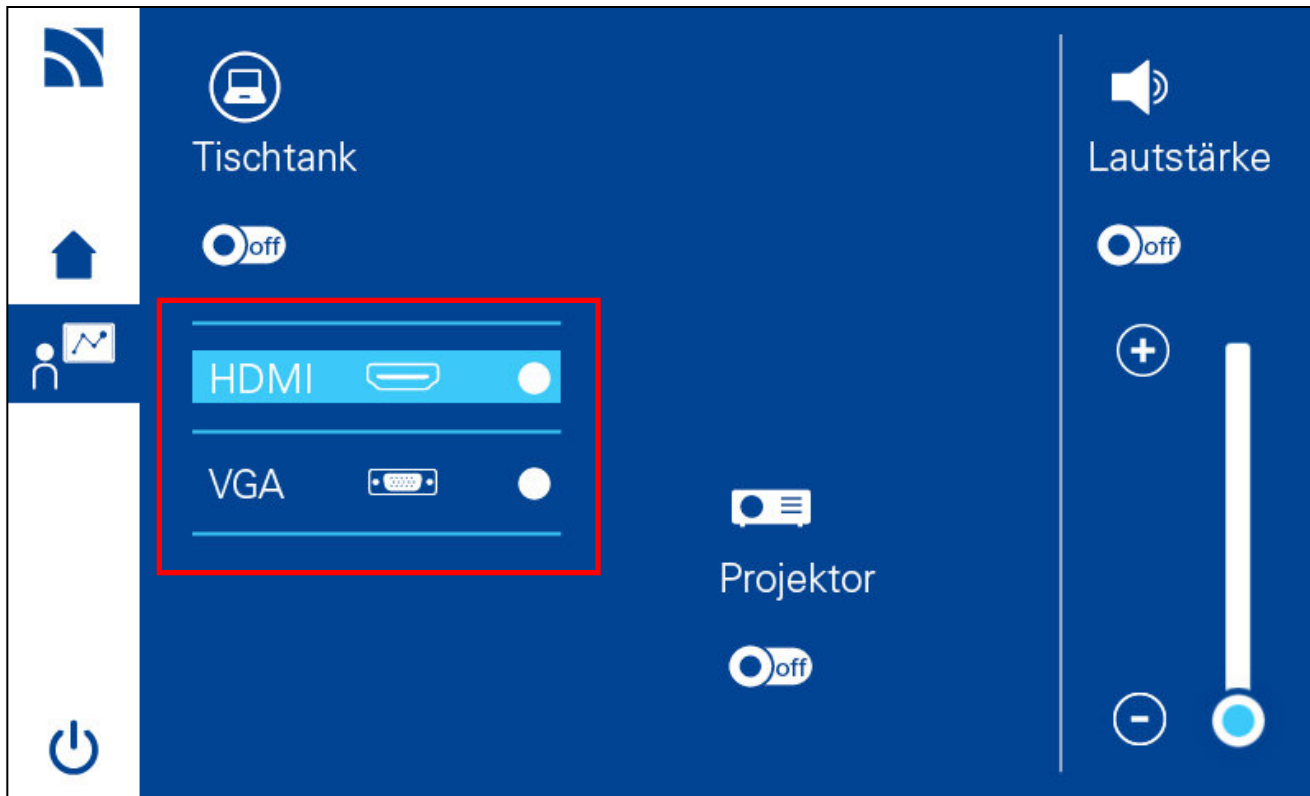 Tischtank
off
HDMI
VGA
Projektor
off
Lautstärke
off
+
-